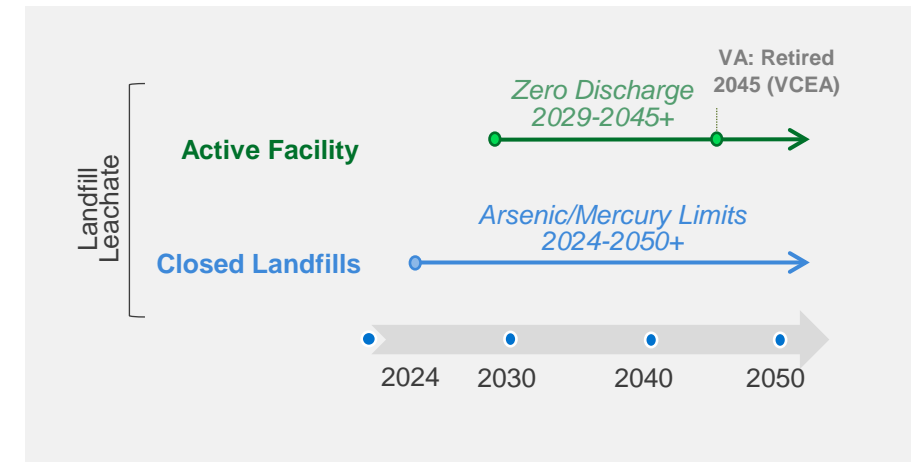 VA: Retired
2045 (VCEA)
Zero Discharge
2029-2045+
Active Facility
Landfill
Leachate
Arsenic/Mercury Limits
2024-2050+
Closed Landfills
2024 2030 2040 2050